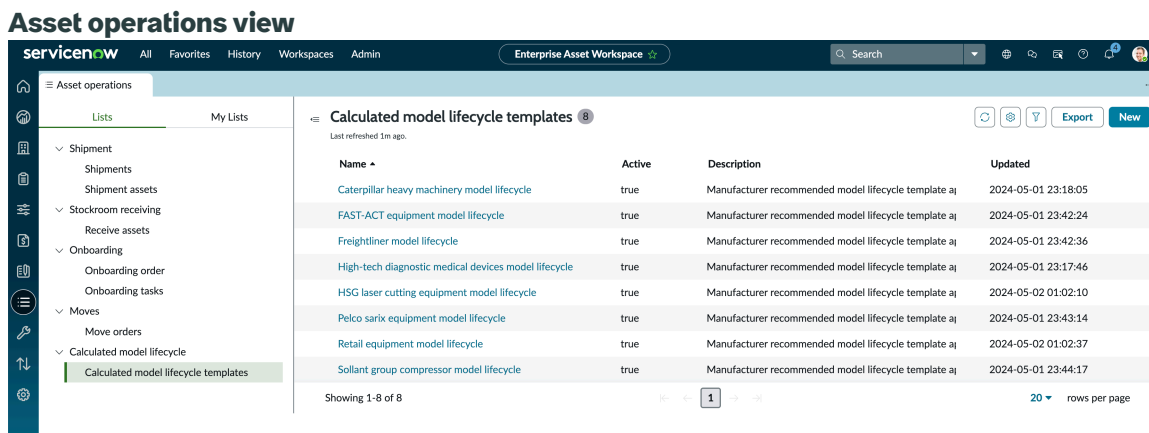 Asset operations view
servicenow All Favorites History Workspaces Admin Enterprise Asset Workspace Search 4
Asset operations
Lists My Lists
Shipment
Shipments
Shipment assets
Stockroom receiving
Receive assets
Onboarding
Onboarding order
Onboarding tasks
Moves
Move orders
Calculated model lifecycle
Calculated model lifecycle templates
Calculated model lifecycle templates 8
Last refreshed 1m ago.
Export New
Name Active Description Updated
Caterpillar heavy machinery model lifecycle true Manufacturer recommended model lifecycle template ap 2024-05-01 23:18:05
FAST-ACT equipment model lifecycle true Manufacturer recommended model lifecycle template ap 2024-05-01 23:42:24
Freightliner model lifecycle true Manufacturer recommended model lifecycle template ap 2024-05-01 23:42:36
High-tech diagnostic medical devices model lifecycle true Manufacturer recommended model lifecycle template ap 2024-05-01 23:17:46
HSG laser cutting equipment model lifecycle true Manufacturer recommended model lifecycle template ap 2024-05-02 01:02:10
Pelco sarix equipment model lifecycle true Manufacturer recommended model lifecycle template ap 2024-05-01 23:43:14
Retail equipment model lifecycle true Manufacturer recommended model lifecycle template ap 2024-05-02 01:02:37
Sollant group compressor model lifecycle true Manufacturer recommended model lifecycle template ap 2024-05-01 23:44:17
Showing 1-8 of 8 1 20 rows per page